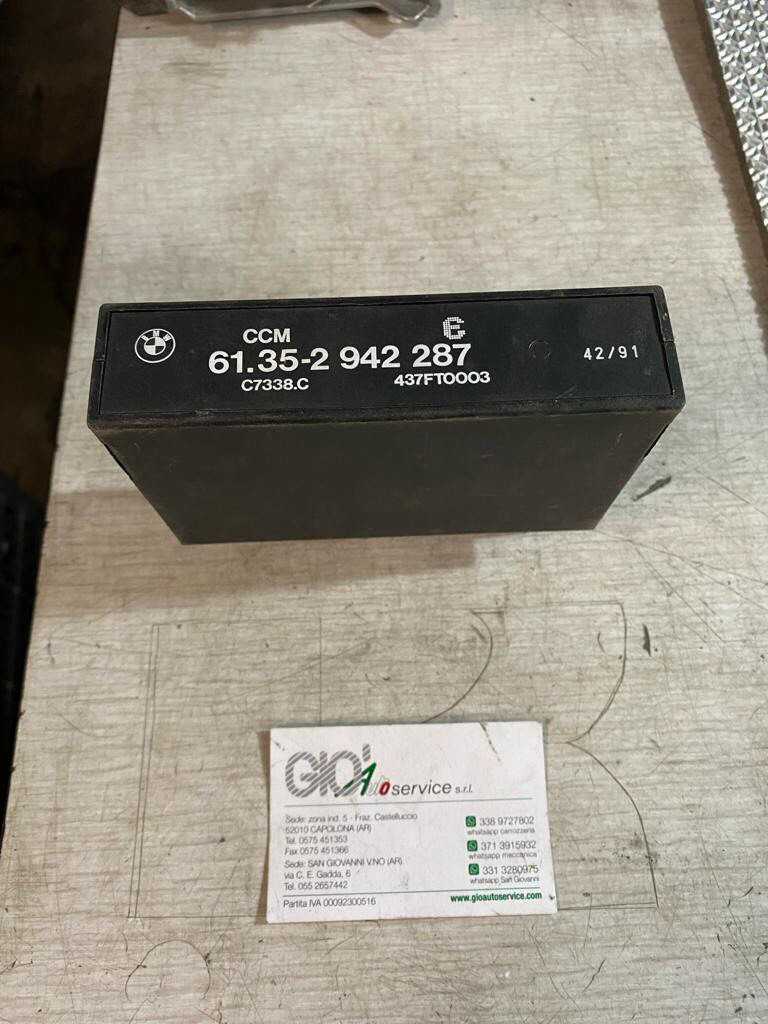 BMW
CCM
E
61.35-2 942 287
C7338.C 437FT0003
42/91
GIO' Auto service s.r.l.
Sede: zona ind. 5 - Fraz. Castelluccio
52010 CAPOLONA (AR)
Tel. 0575 451353
Fax 0575 451366
Sede: SAN GIOVANNI V.NO (AR)
via C. E. Gadda, 6
Tel. 055 2657442
Partita IVA 00092300516
338 9727802
whatsapp carrozzeria
371 3915932
whatsapp meccanica
331 3280975
whatsapp San Giovanni
www.gioautoservice.com